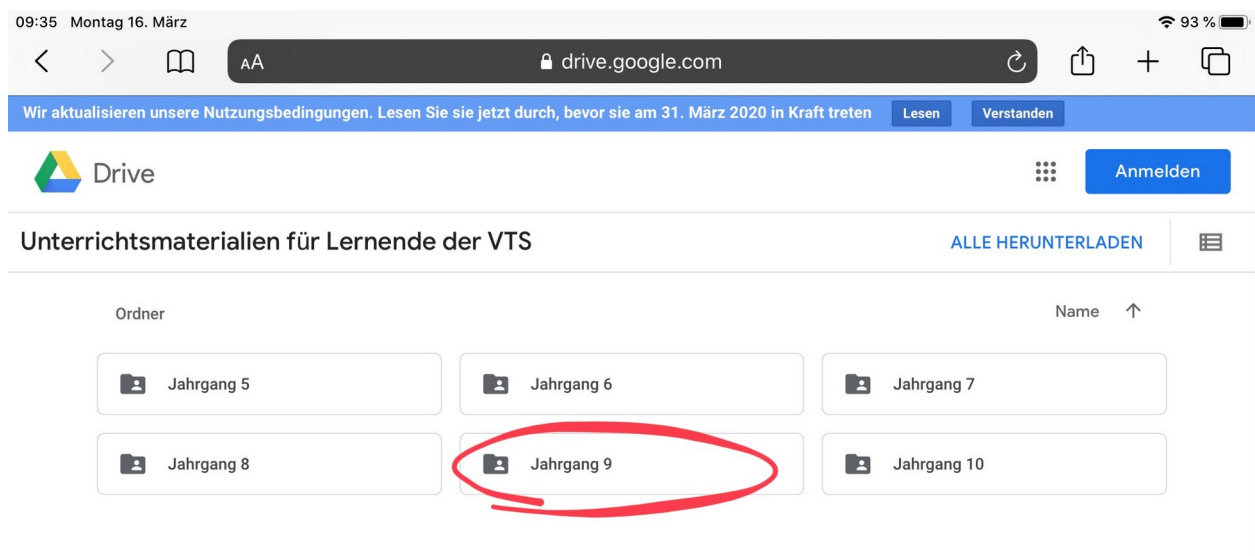 09:35 Montag 16. März 93 %
AA drive.google.com
Wir aktualisieren unsere Nutzungsbedingungen. Lesen Sie sie jetzt durch, bevor sie am 31. März 2020 in Kraft treten Lesen Verstanden
Drive Anmelden
Unterrichtsmaterialien für Lernende der VTS ALLE HERUNTERLADEN
Ordner Name
Jahrgang 5 Jahrgang 6 Jahrgang 7
Jahrgang 8 Jahrgang 9 Jahrgang 10